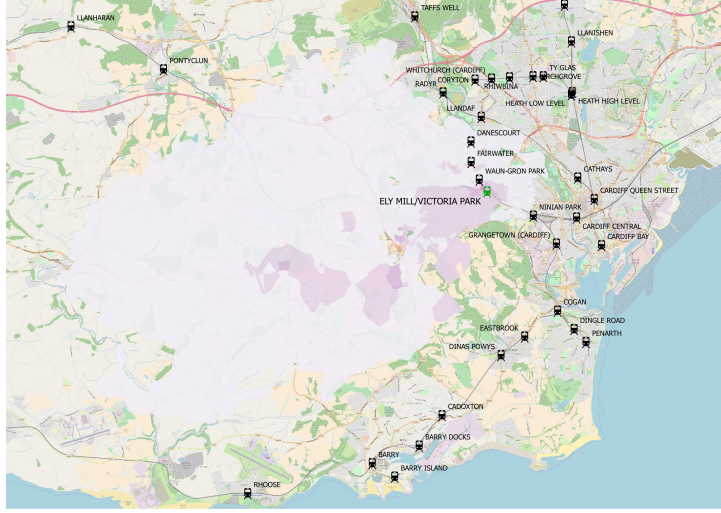 TAFFS WELL
LLANHARAN
LLANISHEN
PONTYCLUN
WHITCHURCH (CARDIFF)
TY GLAS
CORYTON
RHIWBINA
RADYR
HEATH LOW LEVEL
HEATH HIGH LEVEL
LLANDAF
DANESCOURT
FAIRWATER
WAUN-GRON PARK
CATHAYS
CARDIFF QUEEN STREET
ELY MILL/VICTORIA PARK
NINIAN PARK
CARDIFF CENTRAL
GRANGETOWN (CARDIFF)
CARDIFF BAY
COGAN
EASTBROOK
DINGLE ROAD
PENARTH
DINAS POWYS
CADOXTON
BARRY DOCKS
BARRY
BARRY ISLAND
RHOOSE